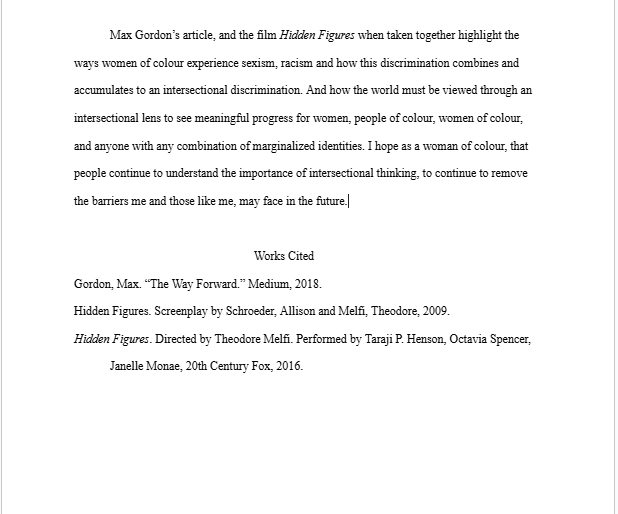 Max Gordon’s article, and the film Hidden Figures when taken together highlight the
ways women of colour experience sexism, racism and how this discrimination combines and
accumulates to an intersectional discrimination. And how the world must be viewed through an
intersectional lens to see meaningful progress for women, people of colour, women of colour,
and anyone with any combination of marginalized identities. I hope as a woman of colour, that
people continue to understand the importance of intersectional thinking, to continue to remove
the barriers me and those like me, may face in the future.
Works Cited
Gordon, Max. “The Way Forward.” Medium, 2018.
Hidden Figures. Screenplay by Schroeder, Allison and Melfi, Theodore, 2009.
Hidden Figures. Directed by Theodore Melfi. Performed by Taraji P. Henson, Octavia Spencer,
Janelle Monae, 20th Century Fox, 2016.